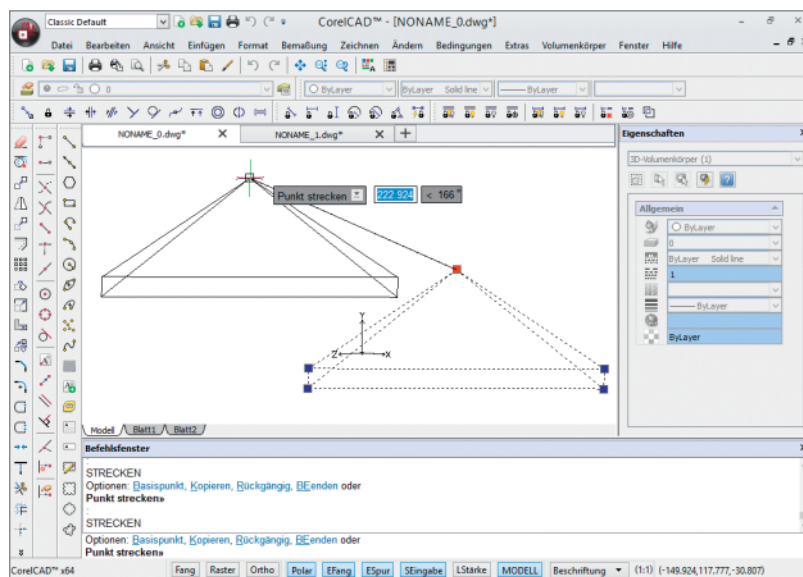 Classic Default
CorelCAD™ - [NONAME_0.dwg*]
Datei Bearbeiten Ansicht Einfügen Format Bemaßung Zeichnen Ändern Bedingungen Extras Volumenkörper Fenster Hilfe
0 ByLayer ByLayer Solid line ByLayer
NONAME_0.dwg* X NONAME_1.dwg* X +
Eigenschaften
3D-Volumenkörper (1)
Punkt strecken 222.924 < 166 °
Allgemein
ByLayer
0
ByLayer Solid line
1
ByLayer
ByLayer
Y
Z X
Modell Blatt1 Blatt2
Befehlsfenster
:
STRECKEN
Optionen: Basispunkt, Kopieren, Rückgängig, BEenden oder
Punkt strecken»
:
STRECKEN
Optionen: Basispunkt, Kopieren, Rückgängig, BEenden oder
Punkt strecken»
CorelCAD™ x64 Fang Raster Ortho Polar EFang ESpur SEingabe LStärke MODELL Beschriftung (1:1) (-149.924,117.777,-30.807)